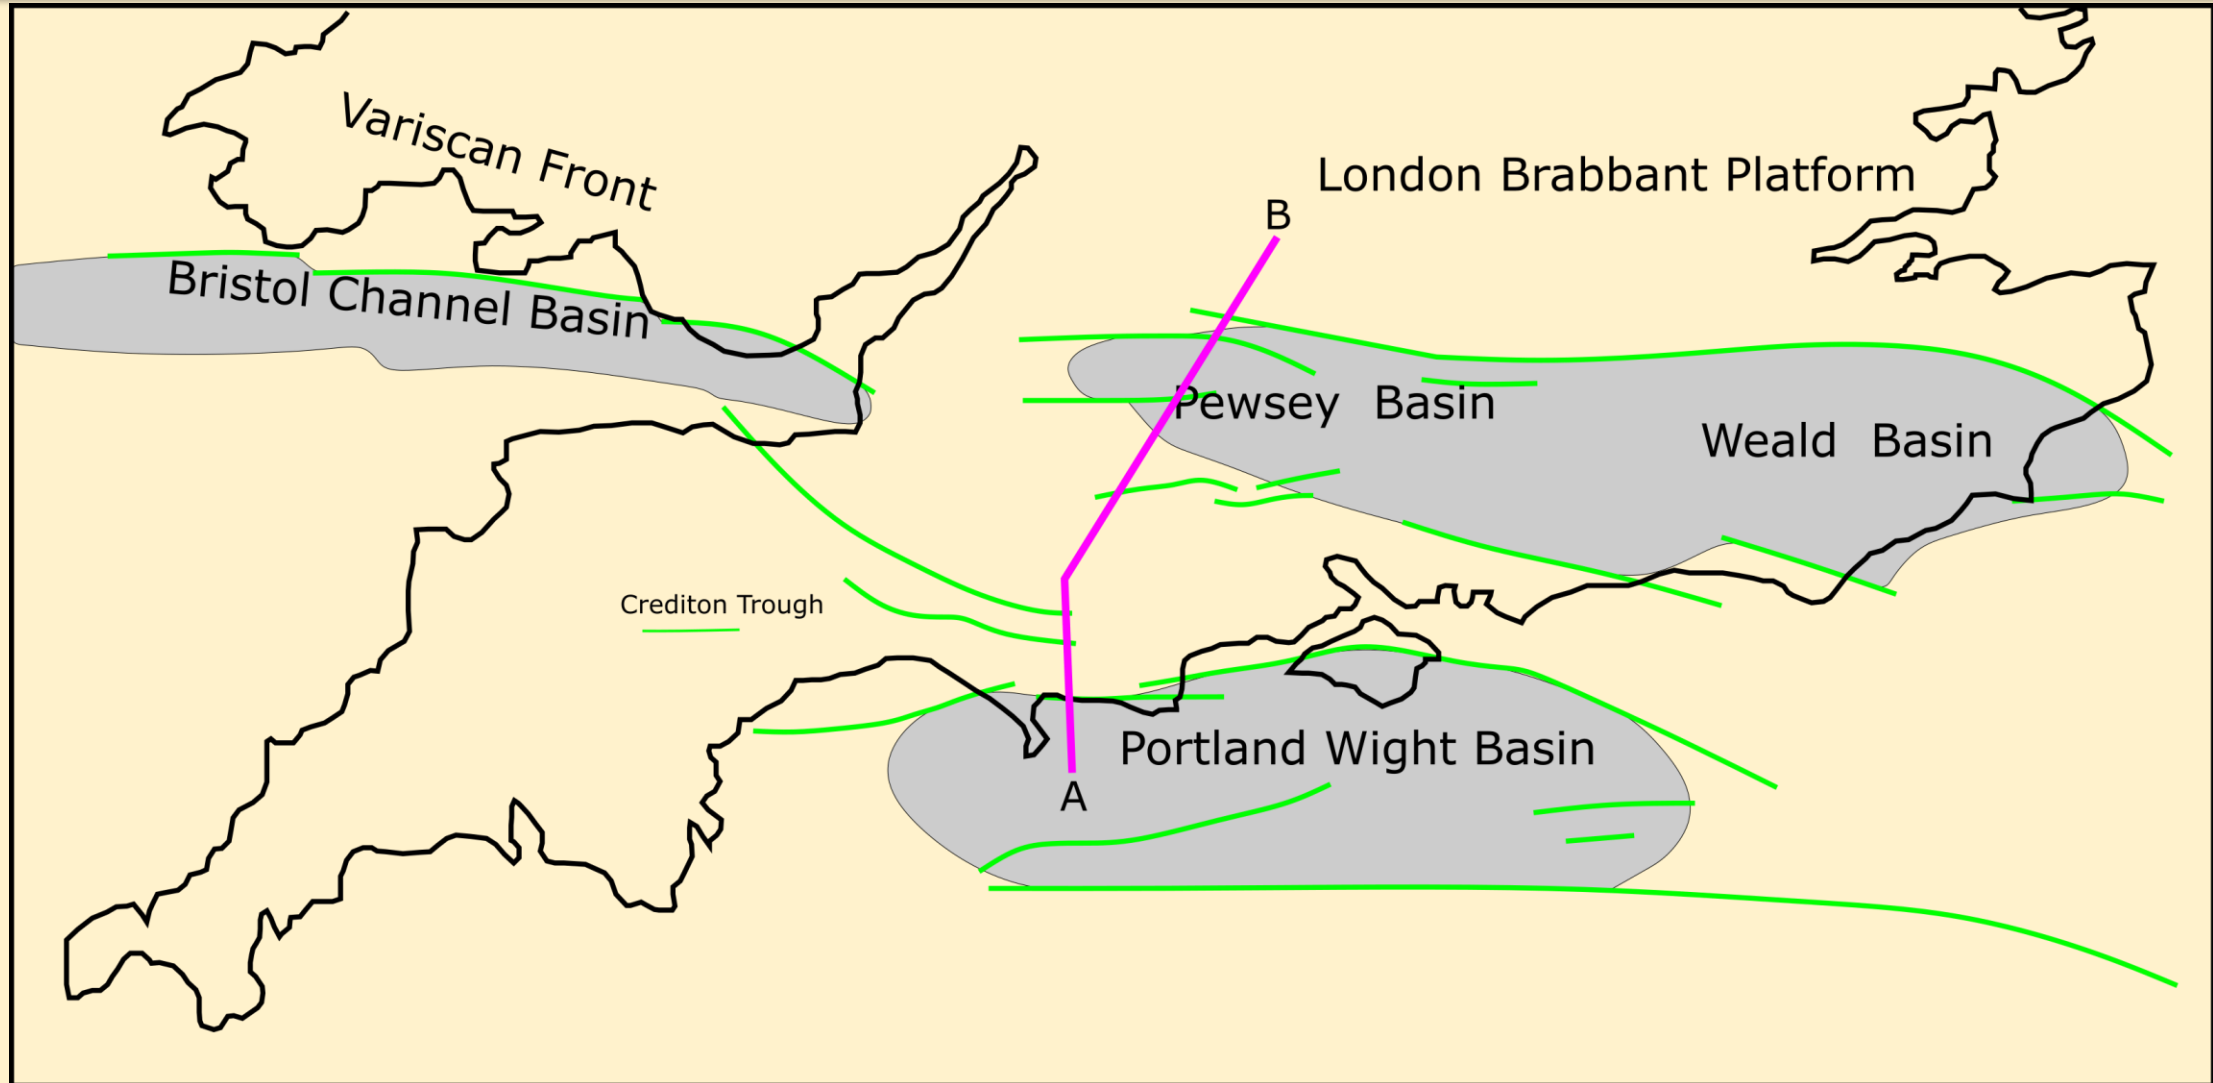 Variscan Front
London Brabbant Platform
B
Bristol Channel Basin
Pewsey Basin
Weald Basin
Crediton Trough
Portland Wight Basin
A